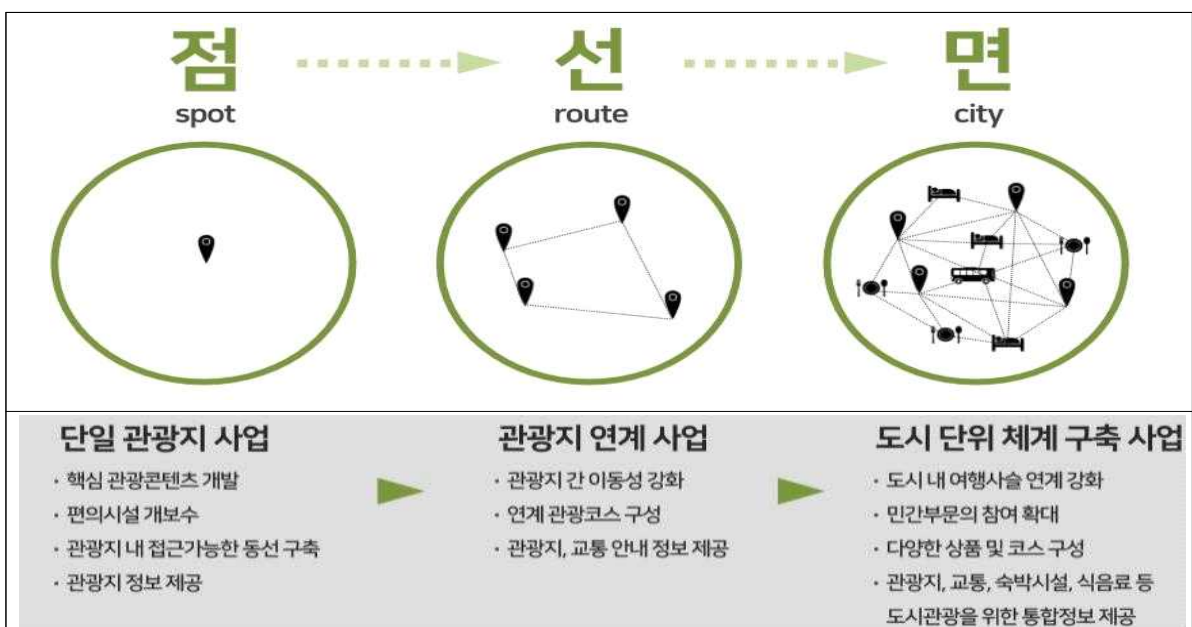 점
선
면
spot
route
city
단일 관광지 사업
· 핵심 관광콘텐츠 개발
· 편의시설 개보수
· 관광지 내 접근가능한 동선 구축
· 관광지 정보 제공
관광지 연계 사업
· 관광지 간 이동성 강화
· 연계 관광코스 구성
· 관광지, 교통 안내 정보 제공
도시 단위 체계 구축 사업
· 도시 내 여행사슬 연계 강화
· 민간부문의 참여 확대
· 다양한 상품 및 코스 구성
· 관광지, 교통, 숙박시설, 식음료 등
도시관광을 위한 통합정보 제공